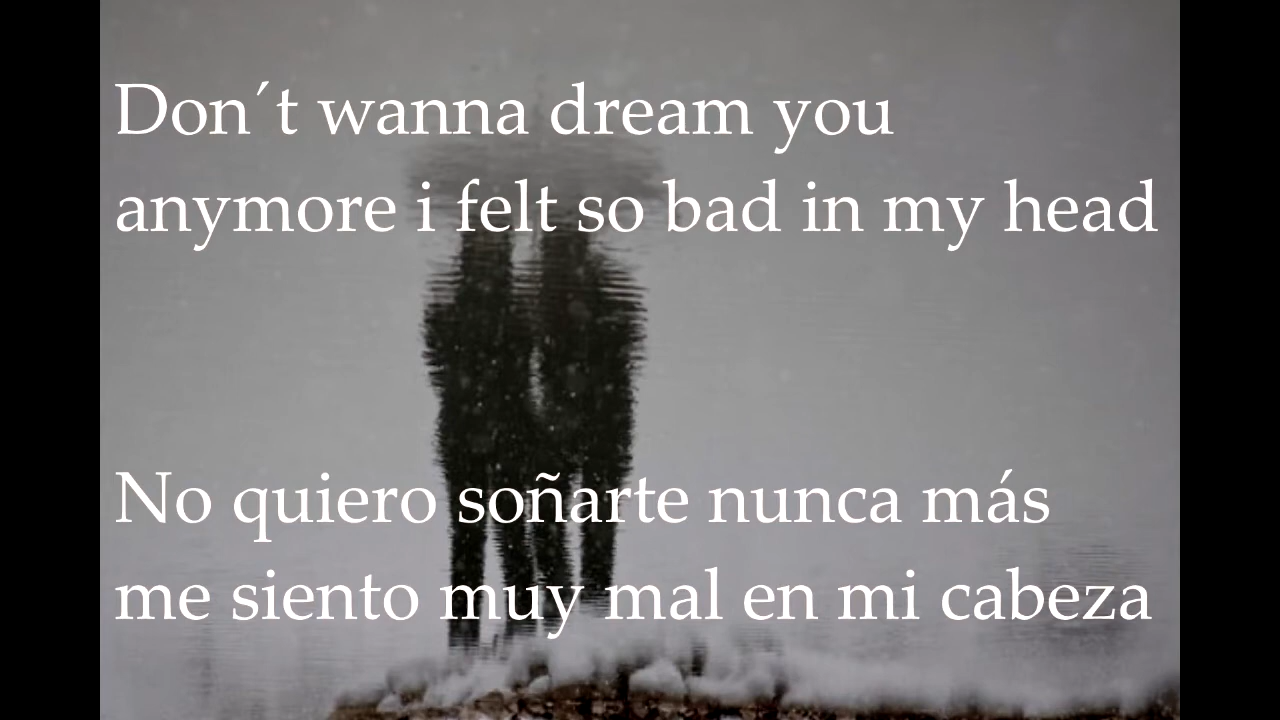 Don´t wanna dream you
anymore i felt so bad in my head
No quiero soñarte nunca más
me siento muy mal en mi cabeza